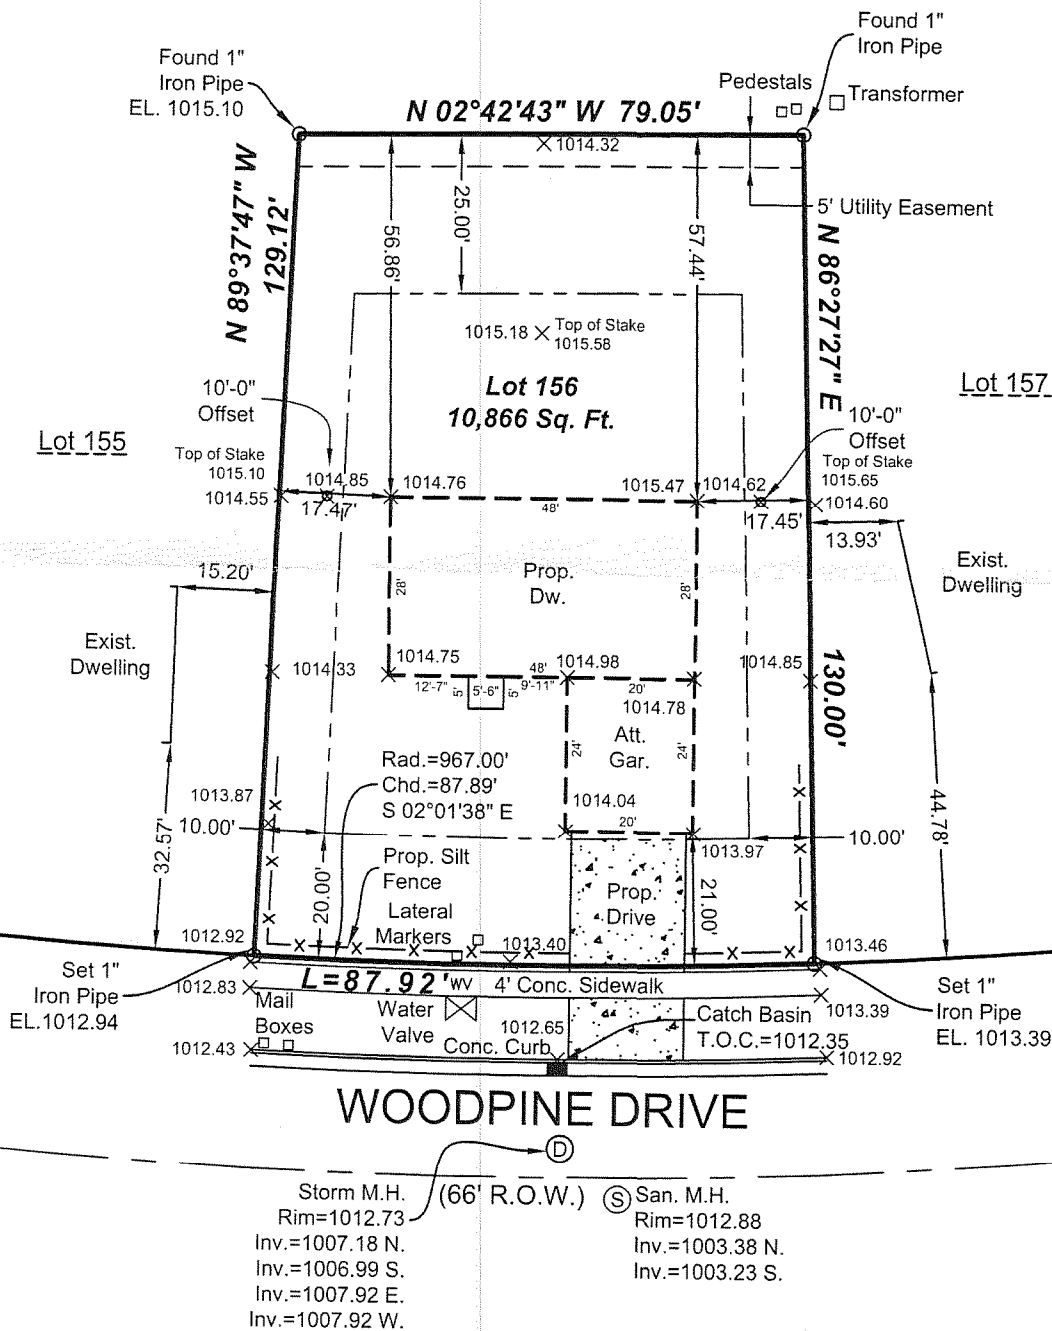 Found 1"
Iron Pipe
EL. 1015.10
Found 1"
Iron Pipe
Pedestals
Transformer
N 02°42'43" W 79.05'
1014.32
5' Utility Easement
N 89°37'47" W
129.12'
56.86'
25.00'
57.44'
N 86°27'27" E
130.00'
1015.18
Top of Stake
1015.58
Lot 156
10,866 Sq. Ft.
Lot 155
Lot 157
10'-0"
Offset
10'-0"
Offset
Top of Stake
1015.10
1014.55
1014.85
17.47'
1014.76
48'
1015.47
1014.62
17.45'
Top of Stake
1015.65
1014.60
13.93'
15.20'
Exist.
Dwelling
Exist.
Dwelling
28'
Prop.
Dw.
28'
1014.33
1014.75
48'
1014.98
1014.85
12'-7"
5'
5'-6"
5'
9'-11"
20'
1014.78
Att.
Gar.
24'
24'
Rad.=967.00'
Chd.=87.89'
S 02°01'38" E
1013.87
10.00'
1014.04
20'
1013.97
10.00'
32.57'
44.78'
20.00'
21.00'
Prop. Silt
Fence
Lateral
Markers
Prop.
Drive
1012.92
1013.40
1013.46
Set 1"
Iron Pipe
EL.1012.94
Set 1"
Iron Pipe
EL. 1013.39
L=87.92'
WV
4' Conc. Sidewalk
1012.83
Mail
Boxes
Water
Valve
1012.65
Conc. Curb
Catch Basin
T.O.C.=1012.35
1013.39
1012.43
1012.92
WOODPINE DRIVE
D
(66' R.O.W.)
S
Storm M.H.
Rim=1012.73
Inv.=1007.18 N.
Inv.=1006.99 S.
Inv.=1007.92 E.
Inv.=1007.92 W.
San. M.H.
Rim=1012.88
Inv.=1003.38 N.
Inv.=1003.23 S.